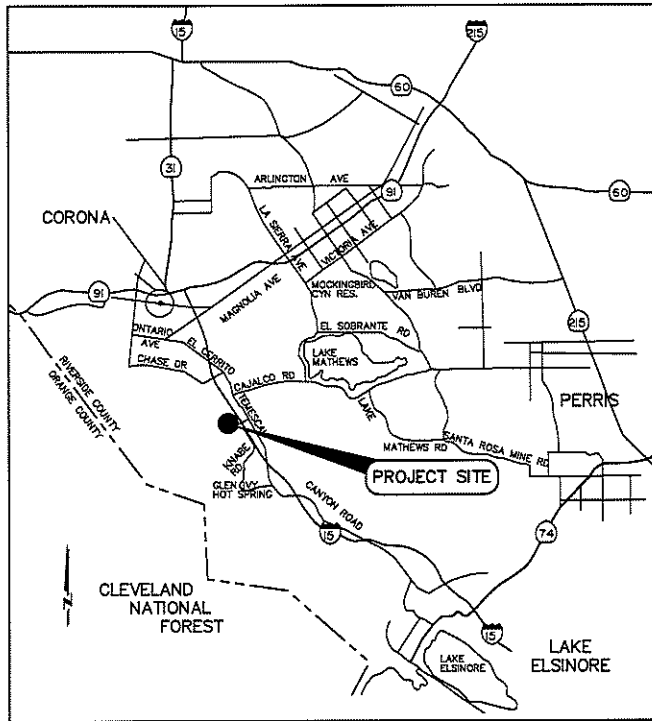 15
215
60
31
ARLINGTON AVE
91
60
CORONA
LA SIERRA AVE
VICTORIA AVE
MAGNOLIA AVE
MOCKINGBIRD
CYN RES.
VAN BUREN BLVD
91
ONTARIO
AVE
EL CERRITO
EL SOBRANTE RD
215
CHASE DR
LAKE
MATHEWS
RIVERSIDE COUNTY
ORANGE COUNTY
CAJALCO RD
TEMESCAL
LAKE
MATHEWS RD
PERRIS
SANTA ROSA MINE RD
KNABE
RD
PROJECT SITE
GLEN IVY
HOT SPRING
CANYON ROAD
15
74
N
CLEVELAND
NATIONAL
FOREST
15
LAKE
ELSINORE
LAKE
ELSINORE